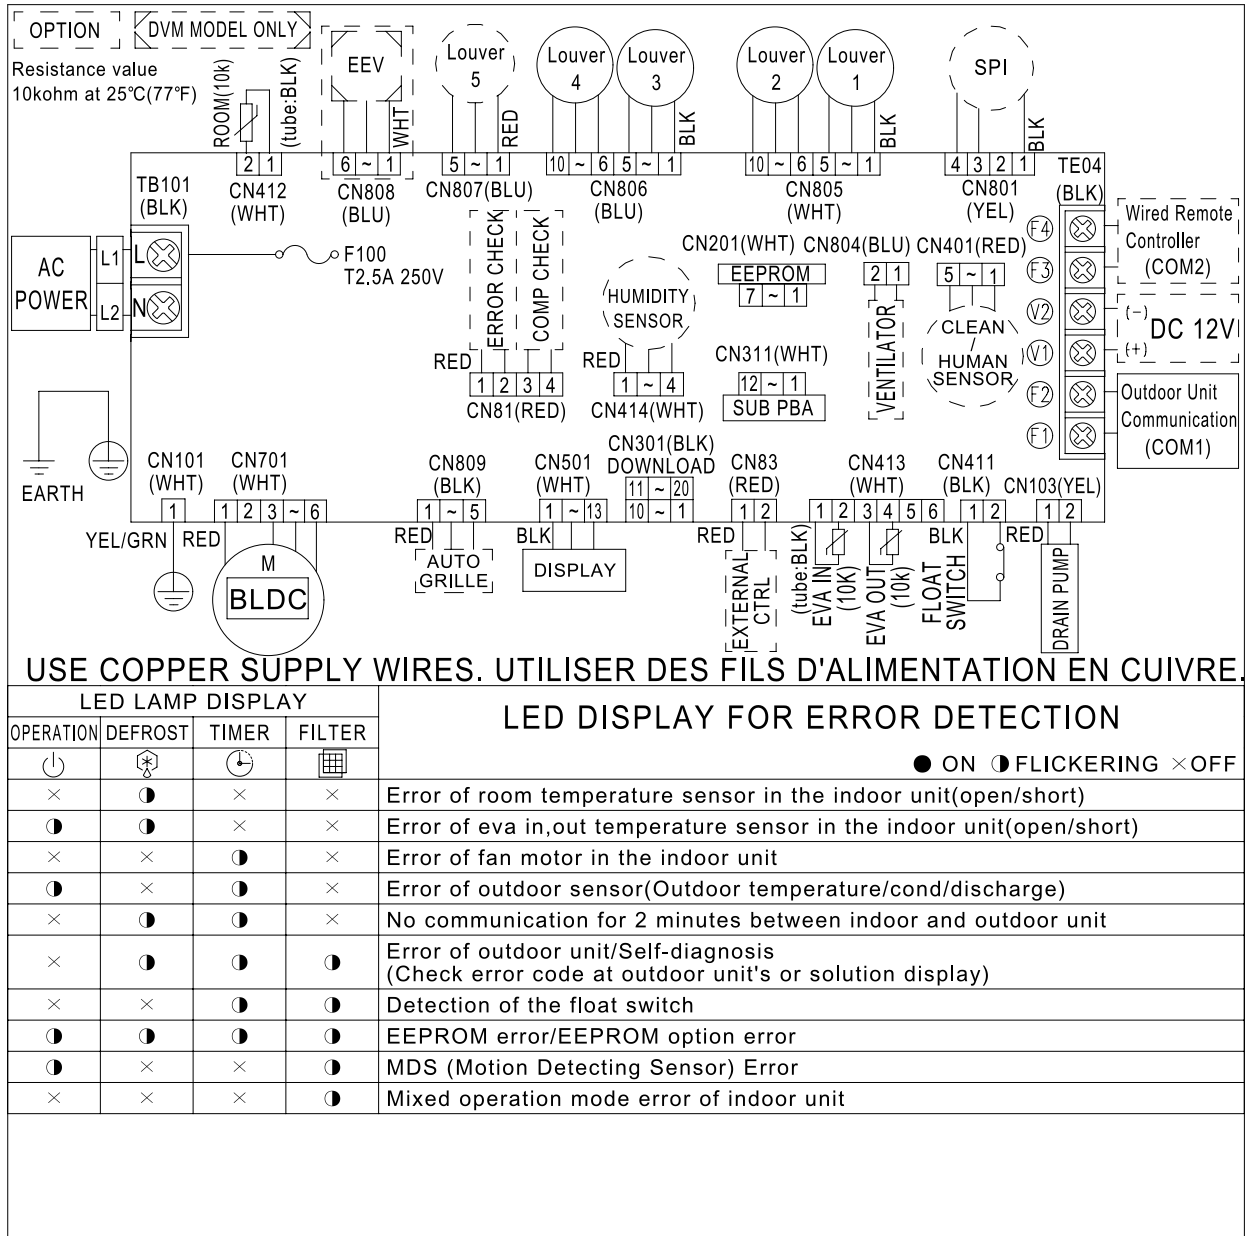 OPTION
DVM MODEL ONLY
Resistance value
10kohm at 25℃(77℉)
ROOM(10k)
(tube:BLK)
EEV
WHT
Louver
5
RED
Louver
4
Louver
3
BLK
Louver
2
Louver
1
BLK
SPI
BLK
2 1
6 ~ 1
5 ~ 1
10 ~ 6 5 ~ 1
10 ~ 6 5 ~ 1
4 3 2 1
CN412
(WHT)
CN808
(BLU)
CN807(BLU)
CN806
(BLU)
CN805
(WHT)
CN801
(YEL)
TE04
(BLK)
TB101
(BLK)
AC
POWER
L1
L2
L
N
F100
T2.5A 250V
ERROR CHECK
COMP CHECK
RED
1 2 3 4
CN81(RED)
HUMIDITY
SENSOR
RED
1 ~ 4
CN414(WHT)
CN201(WHT)
EEPROM
7 ~ 1
CN311(WHT)
12 ~ 1
SUB PBA
CN804(BLU)
2 1
VENTILATOR
CN401(RED)
5 ~ 1
CLEAN
/
HUMAN
SENSOR
F4
F3
V2
V1
F2
F1
Wired Remote
Controller
(COM2)
(-)
DC 12V
(+)
Outdoor Unit
Communication
(COM1)
EARTH
CN101
(WHT)
1
YEL/GRN
CN701
(WHT)
1 2 3 ~ 6
RED
M
BLDC
CN809
(BLK)
1 ~ 5
RED
AUTO
GRILLE
CN501
(WHT)
1 ~ 13
BLK
DISPLAY
CN301(BLK)
DOWNLOAD
11 ~ 20
10 ~ 1
CN83
(RED)
1 2
RED
EXTERNAL
CTRL
CN413
(WHT)
1 2 3 4 5 6
(tube:BLK)
EVA IN
(10K)
EVA OUT
(10k)
CN411
(BLK)
1 2
BLK
FLOAT
SWITCH
CN103(YEL)
1 2
RED
DRAIN PUMP
USE COPPER SUPPLY WIRES. UTILISER DES FILS D'ALIMENTATION EN CUIVRE.
LED LAMP DISPLAY
LED DISPLAY FOR ERROR DETECTION
OPERATION DEFROST TIMER FILTER
● ON ◑ FLICKERING × OFF
× ◑ × × Error of room temperature sensor in the indoor unit(open/short)
◑ ◑ × × Error of eva in,out temperature sensor in the indoor unit(open/short)
× × ◑ × Error of fan motor in the indoor unit
◑ × ◑ × Error of outdoor sensor(Outdoor temperature/cond/discharge)
× ◑ ◑ × No communication for 2 minutes between indoor and outdoor unit
× ◑ ◑ ◑ Error of outdoor unit/Self-diagnosis
(Check error code at outdoor unit's or solution display)
× × ◑ ◑ Detection of the float switch
◑ ◑ ◑ ◑ EEPROM error/EEPROM option error
◑ × × ◑ MDS (Motion Detecting Sensor) Error
× × × ◑ Mixed operation mode error of indoor unit